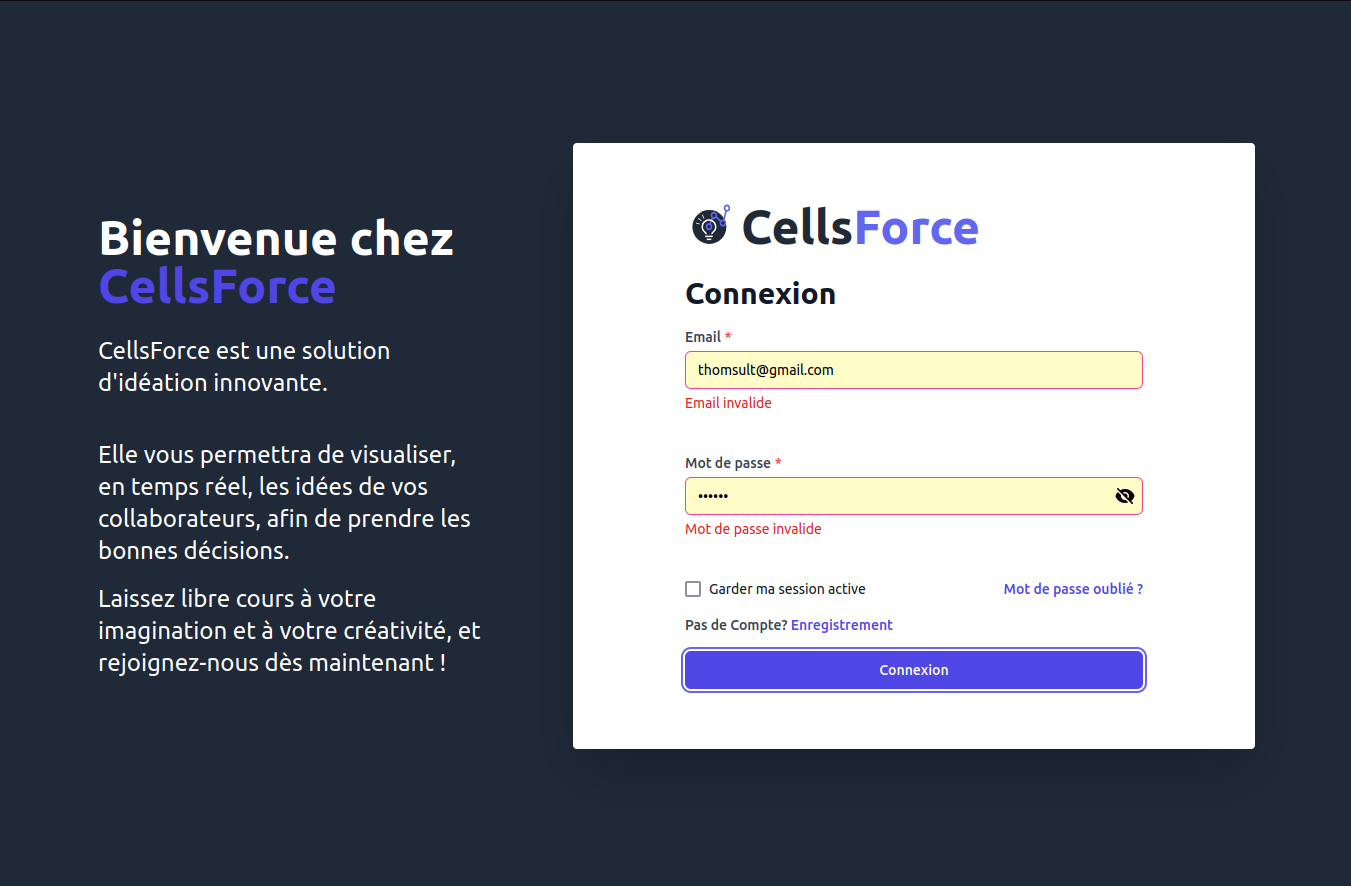 Bienvenue chez
CellsForce
CellsForce est une solution
d'idéation innovante.
Elle vous permettra de visualiser,
en temps réel, les idées de vos
collaborateurs, afin de prendre les
bonnes décisions.
Laissez libre cours à votre
imagination et à votre créativité, et
rejoignez-nous dès maintenant !
CellsForce
Connexion
Email *
thomsult@gmail.com
Email invalide
Mot de passe *
••••••
Mot de passe invalide
Garder ma session active
Mot de passe oublié ?
Pas de Compte? Enregistrement
Connexion